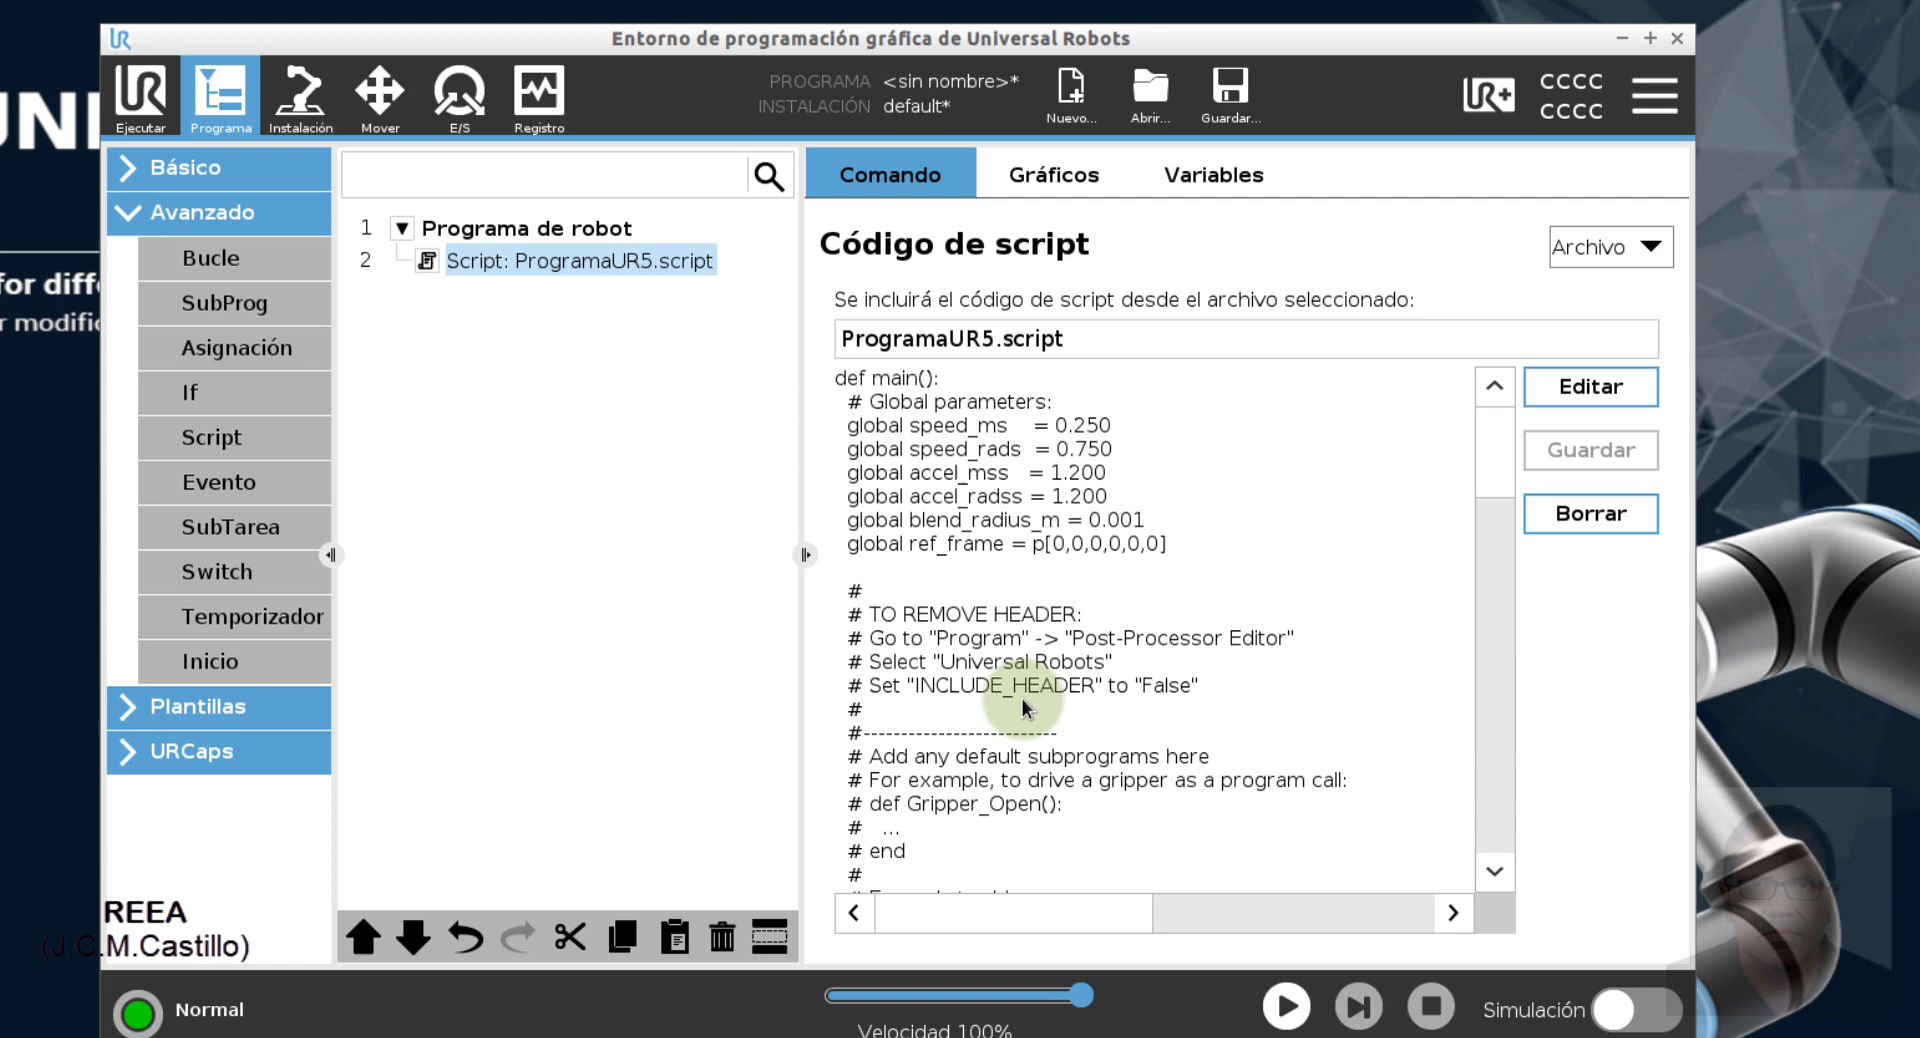 UR
Entorno de programación gráfica de Universal Robots
UNI
for diff
r modific
Ejecutar
Programa
Instalación
Mover
E/S
Registro
PROGRAMA <sin nombre>*
INSTALACIÓN default*
Nuevo...
Abrir...
Guardar...
UR+
CCCC
CCCC
Básico
Avanzado
Bucle
SubProg
Asignación
If
Script
Evento
SubTarea
Switch
Temporizador
Inicio
Plantillas
URCaps
1 Programa de robot
2 Script: ProgramaUR5.script
Comando
Gráficos
Variables
Código de script
Archivo
Se incluirá el código de script desde el archivo seleccionado:
ProgramaUR5.script
def main():
# Global parameters:
global speed_ms = 0.250
global speed_rads = 0.750
global accel_mss = 1.200
global accel_radss = 1.200
global blend_radius_m = 0.001
global ref_frame = p[0,0,0,0,0,0]
#
# TO REMOVE HEADER:
# Go to "Program" -> "Post-Processor Editor"
# Select "Universal Robots"
# Set "INCLUDE_HEADER" to "False"
#
#--------------------------
# Add any default subprograms here
# For example, to drive a gripper as a program call:
# def Gripper_Open():
# ...
# end
#
Editar
Guardar
Borrar
REEA
(J.C.M.Castillo)
Normal
Velocidad 100%
Simulación